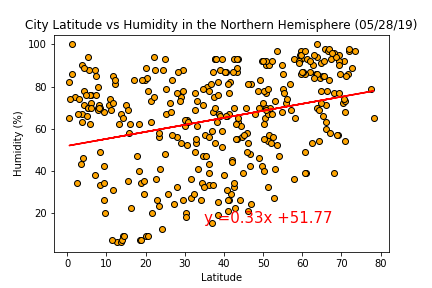 City Latitude vs Humidity in the Northern Hemisphere (05/28/19)
100
80
60
40
20
Humidity (%)
y =0.33x +51.77
0 10 20 30 40 50 60 70 80
Latitude